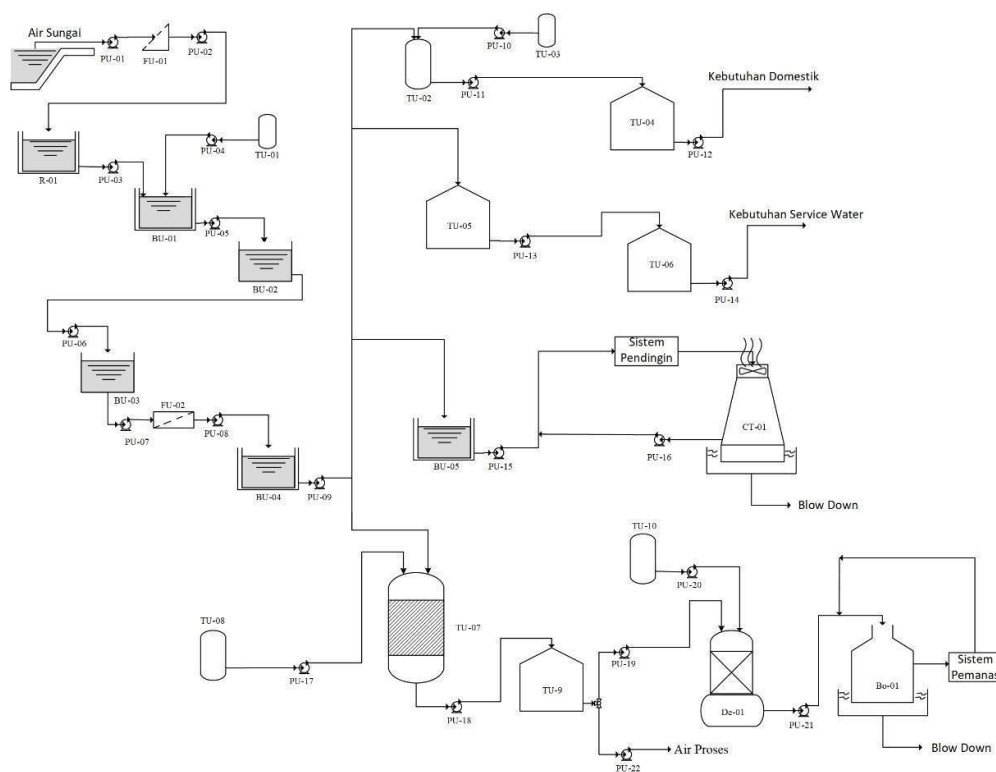 Air Sungai
PU-01
FU-01
PU-02
PU-10
TU-03
TU-02
PU-11
Kebutuhan Domestik
TU-04
PU-12
R-01
PU-03
PU-04
TU-01
BU-01
PU-05
BU-02
TU-05
PU-13
Kebutuhan Service Water
TU-06
PU-14
PU-06
BU-03
PU-07
FU-02
PU-08
BU-04
PU-09
Sistem
Pendingin
CT-01
BU-05
PU-15
PU-16
Blow Down
TU-10
PU-20
TU-08
PU-17
TU-07
PU-18
TU-9
PU-19
De-01
PU-21
Bo-01
Sistem
Pemanas
PU-22
Air Proses
Blow Down